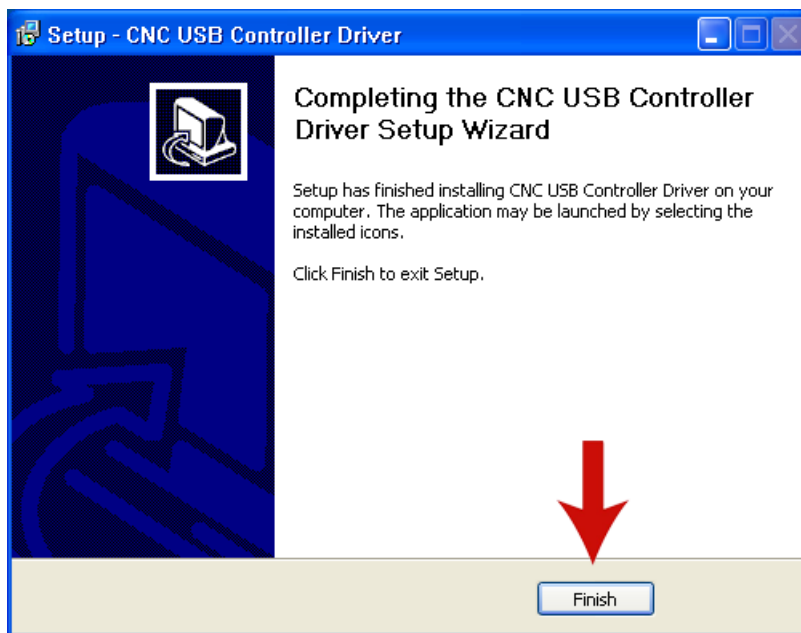 Setup - CNC USB Controller Driver
Completing the CNC USB Controller
Driver Setup Wizard
Setup has finished installing CNC USB Controller Driver on your
computer. The application may be launched by selecting the
installed icons.
Click Finish to exit Setup.
Finish